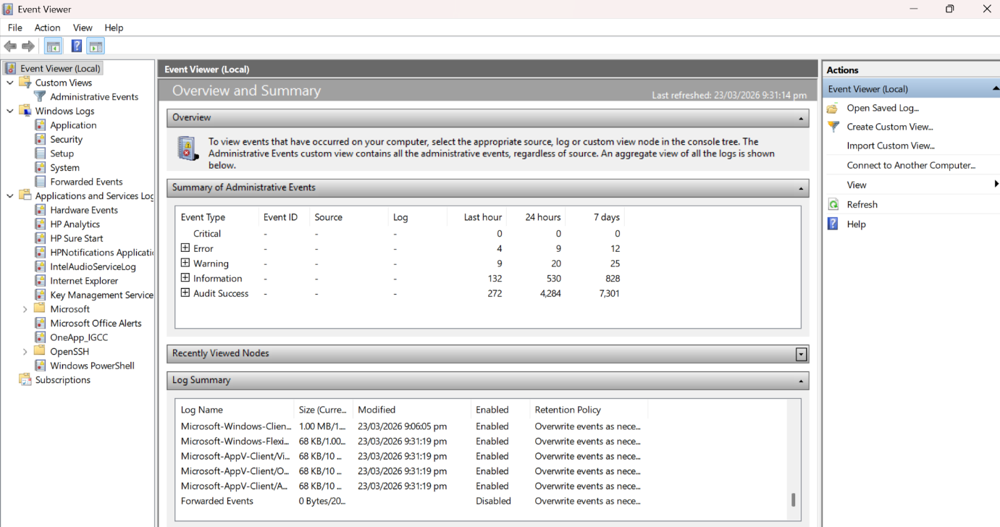 Event Viewer
File Action View Help
Event Viewer (Local)
Custom Views
Administrative Events
Windows Logs
Application
Security
Setup
System
Forwarded Events
Applications and Services Log
Hardware Events
HP Analytics
HP Sure Start
HPNotifications Applicatio
IntelAudioServiceLog
Internet Explorer
Key Management Service
Microsoft
Microsoft Office Alerts
OneApp_IGCC
OpenSSH
Windows PowerShell
Subscriptions
Event Viewer (Local)
Overview and Summary
Last refreshed: 23/03/2026 9:31:14 pm
Overview
To view events that have occurred on your computer, select the appropriate source, log or custom view node in the console tree. The
Administrative Events custom view contains all the administrative events, regardless of source. An aggregate view of all the logs is shown
below.
Summary of Administrative Events
Event Type Event ID Source Log Last hour 24 hours 7 days
Critical - - - 0 0 0
Error - - - 4 9 12
Warning - - - 9 20 25
Information - - - 132 530 828
Audit Success - - - 272 4,284 7,301
Recently Viewed Nodes
Log Summary
Log Name Size (Curre... Modified Enabled Retention Policy
Microsoft-Windows-Clien... 1.00 MB/1.... 23/03/2026 9:06:05 pm Enabled Overwrite events as nece...
Microsoft-Windows-Flexi... 68 KB/1.00... 23/03/2026 9:31:19 pm Enabled Overwrite events as nece...
Microsoft-AppV-Client/Vi... 68 KB/10 ... 23/03/2026 9:31:19 pm Enabled Overwrite events as nece...
Microsoft-AppV-Client/O... 68 KB/10 ... 23/03/2026 9:31:19 pm Enabled Overwrite events as nece...
Microsoft-AppV-Client/A... 68 KB/10 ... 23/03/2026 9:31:19 pm Enabled Overwrite events as nece...
Forwarded Events 0 Bytes/20... Disabled Overwrite events as nece...
Actions
Event Viewer (Local)
Open Saved Log...
Create Custom View...
Import Custom View...
Connect to Another Computer...
View
Refresh
Help